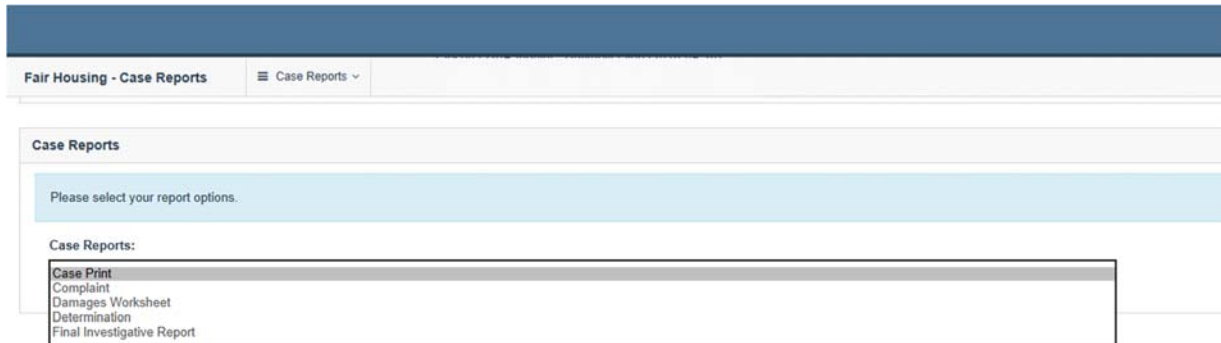 Fair Housing - Case Reports
Case Reports
Case Reports
Please select your report options.
Case Reports:
Case Print
Complaint
Damages Worksheet
Determination
Final Investigative Report